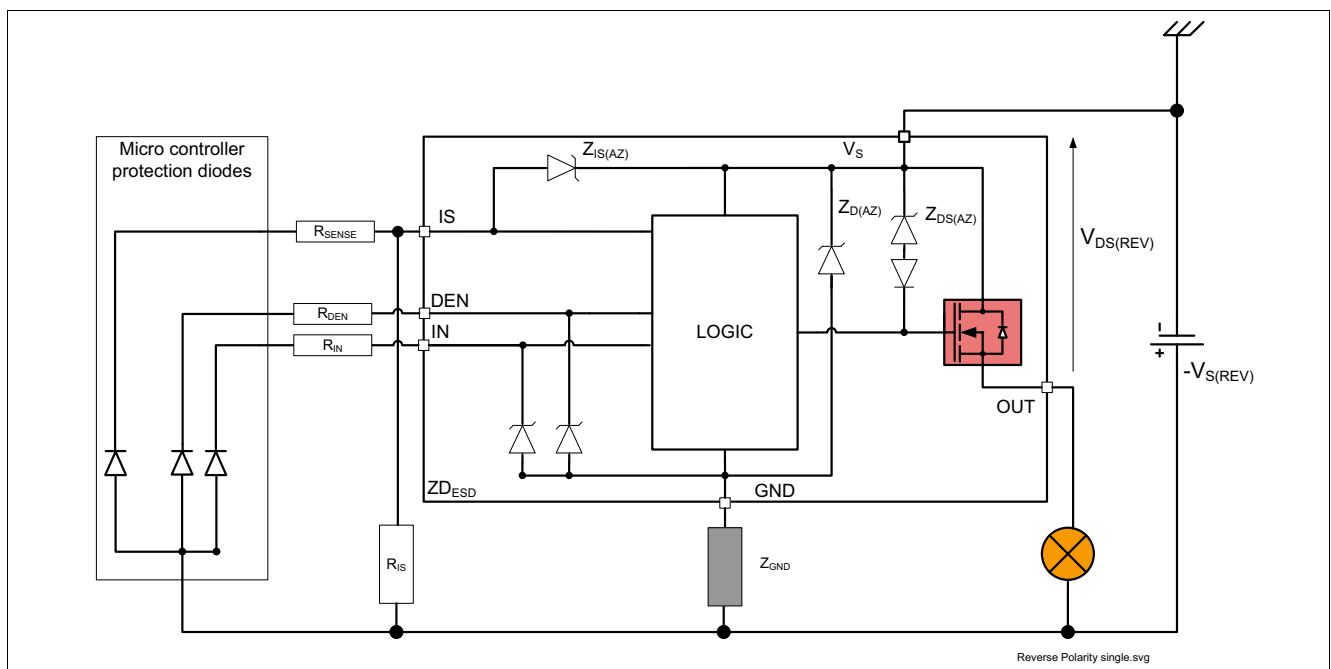 Micro controller
protection diodes
Z_IS(AZ)
V_S
Z_D(AZ)
Z_DS(AZ)
V_DS(REV)
R_SENSE
IS
R_DEN
DEN
R_IN
IN
LOGIC
-
+
-V_S(REV)
OUT
ZD_ESD
GND
R_IS
Z_GND
Reverse Polarity single.svg